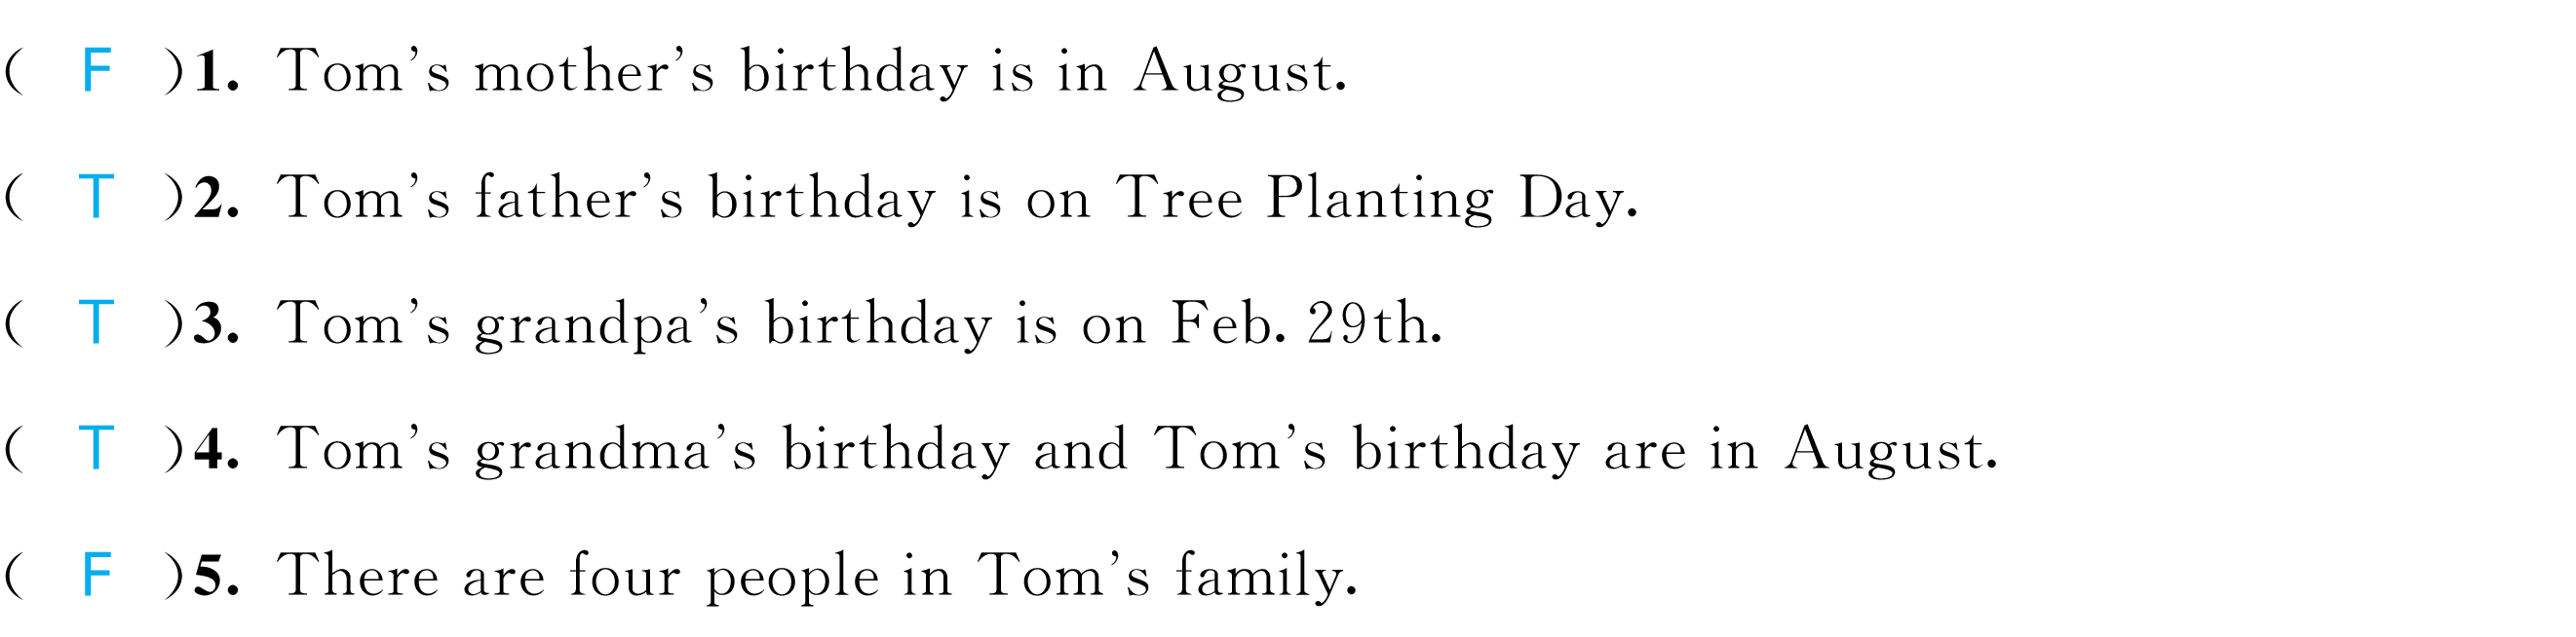 ( F )1. Tom's mother's birthday is in August.
( T )2. Tom's father's birthday is on Tree Planting Day.
( T )3. Tom's grandpa's birthday is on Feb. 29th.
( T )4. Tom's grandma's birthday and Tom's birthday are in August.
( F )5. There are four people in Tom's family.